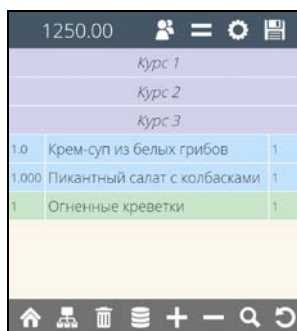 1250.00
Курс 1
Курс 2
Курс 3
1.0 Крем-суп из белых грибов 1
1.000 Пикантный салат с колбасками 1
1 Огненные креветки 1